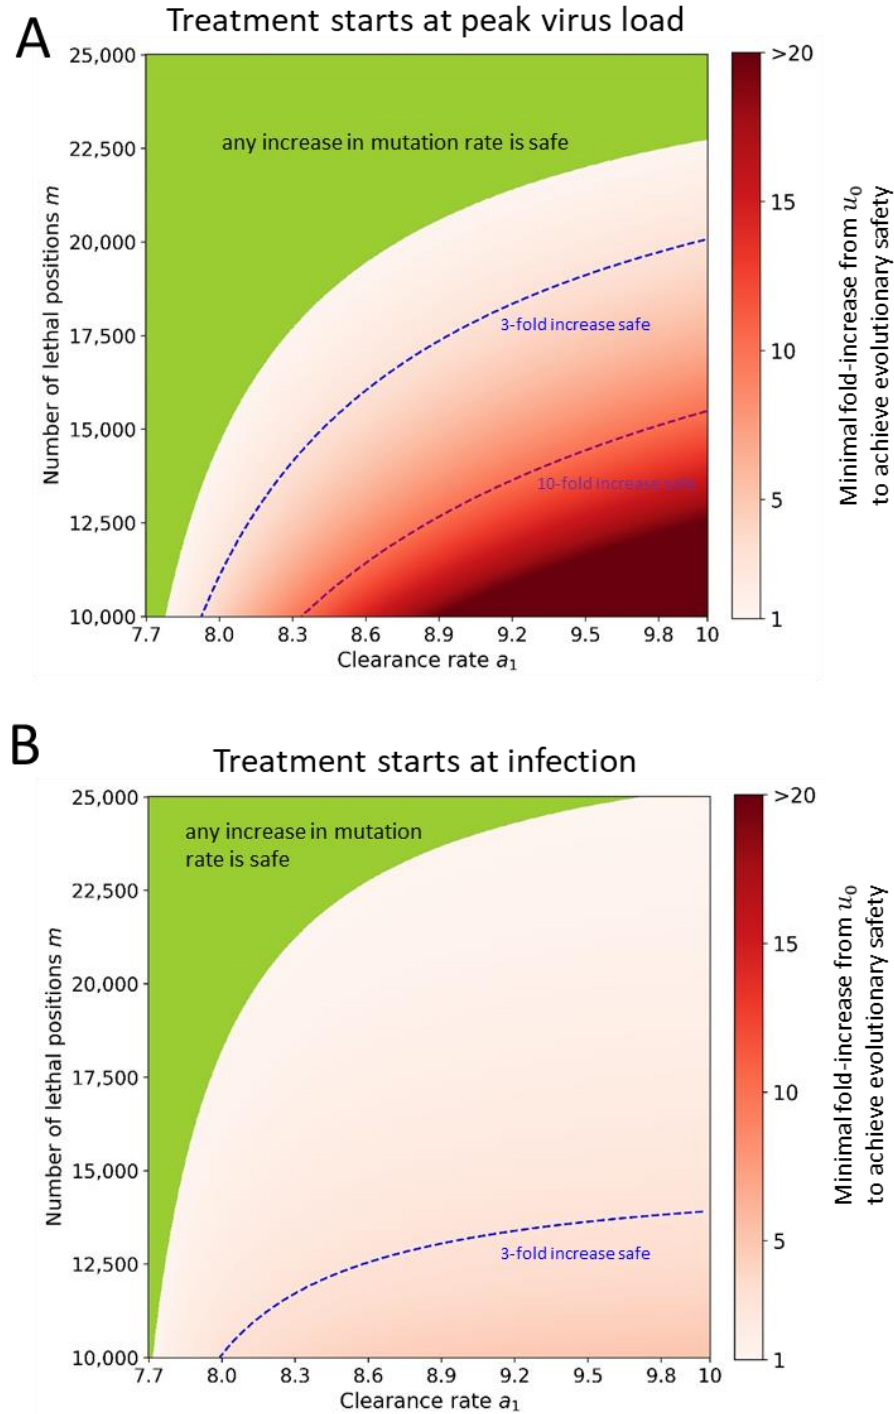 A
Treatment starts at peak virus load
25,000
22,500
20,000
17,500
15,000
12,500
10,000
Number of lethal positions m
any increase in mutation rate is safe
3-fold increase safe
10-fold increase safe
7.7
8.0
8.3
8.6
8.9
9.2
9.5
9.8
10
Clearance rate a₁
>20
15
10
5
1
Minimal fold-increase from u₀
to achieve evolutionary safety
B
Treatment starts at infection
25,000
22,500
20,000
17,500
15,000
12,500
10,000
Number of lethal positions m
any increase in mutation
rate is safe
3-fold increase safe
7.7
8.0
8.3
8.6
8.9
9.2
9.5
9.8
10
Clearance rate a₁
>20
15
10
5
1
Minimal fold-increase from u₀
to achieve evolutionary safety